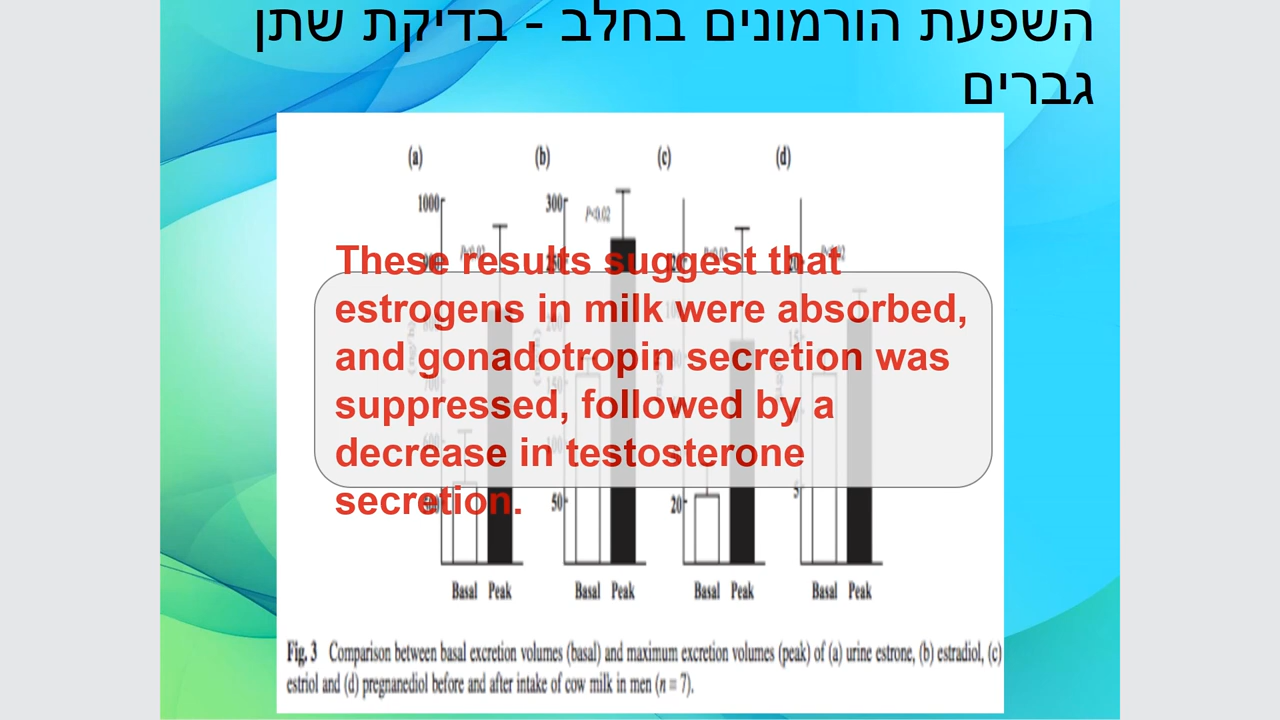 השפעת הורמונים בחלב - בדיקת שתן
גברים
(a) (b) (c) (d)
1000 300
P<0.02
These results suggest that
estrogens in milk were absorbed,
and gonadotropin secretion was
suppressed, followed by a
decrease in testosterone
secretion.
50 20 5
Basal Peak Basal Peak Basal Peak Basal Peak
Fig. 3 Comparison between basal excretion volumes (basal) and maximum excretion volumes (peak) of (a) urine estrone, (b) estradiol, (c)
estriol and (d) pregnanediol before and after intake of cow milk in men (n = 7).